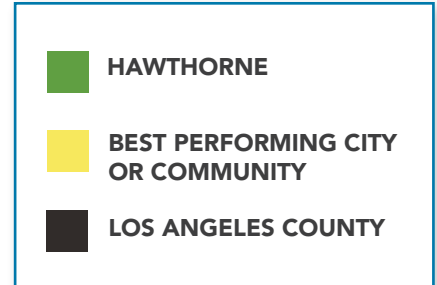 HAWTHORNE
BEST PERFORMING CITY
OR COMMUNITY
LOS ANGELES COUNTY